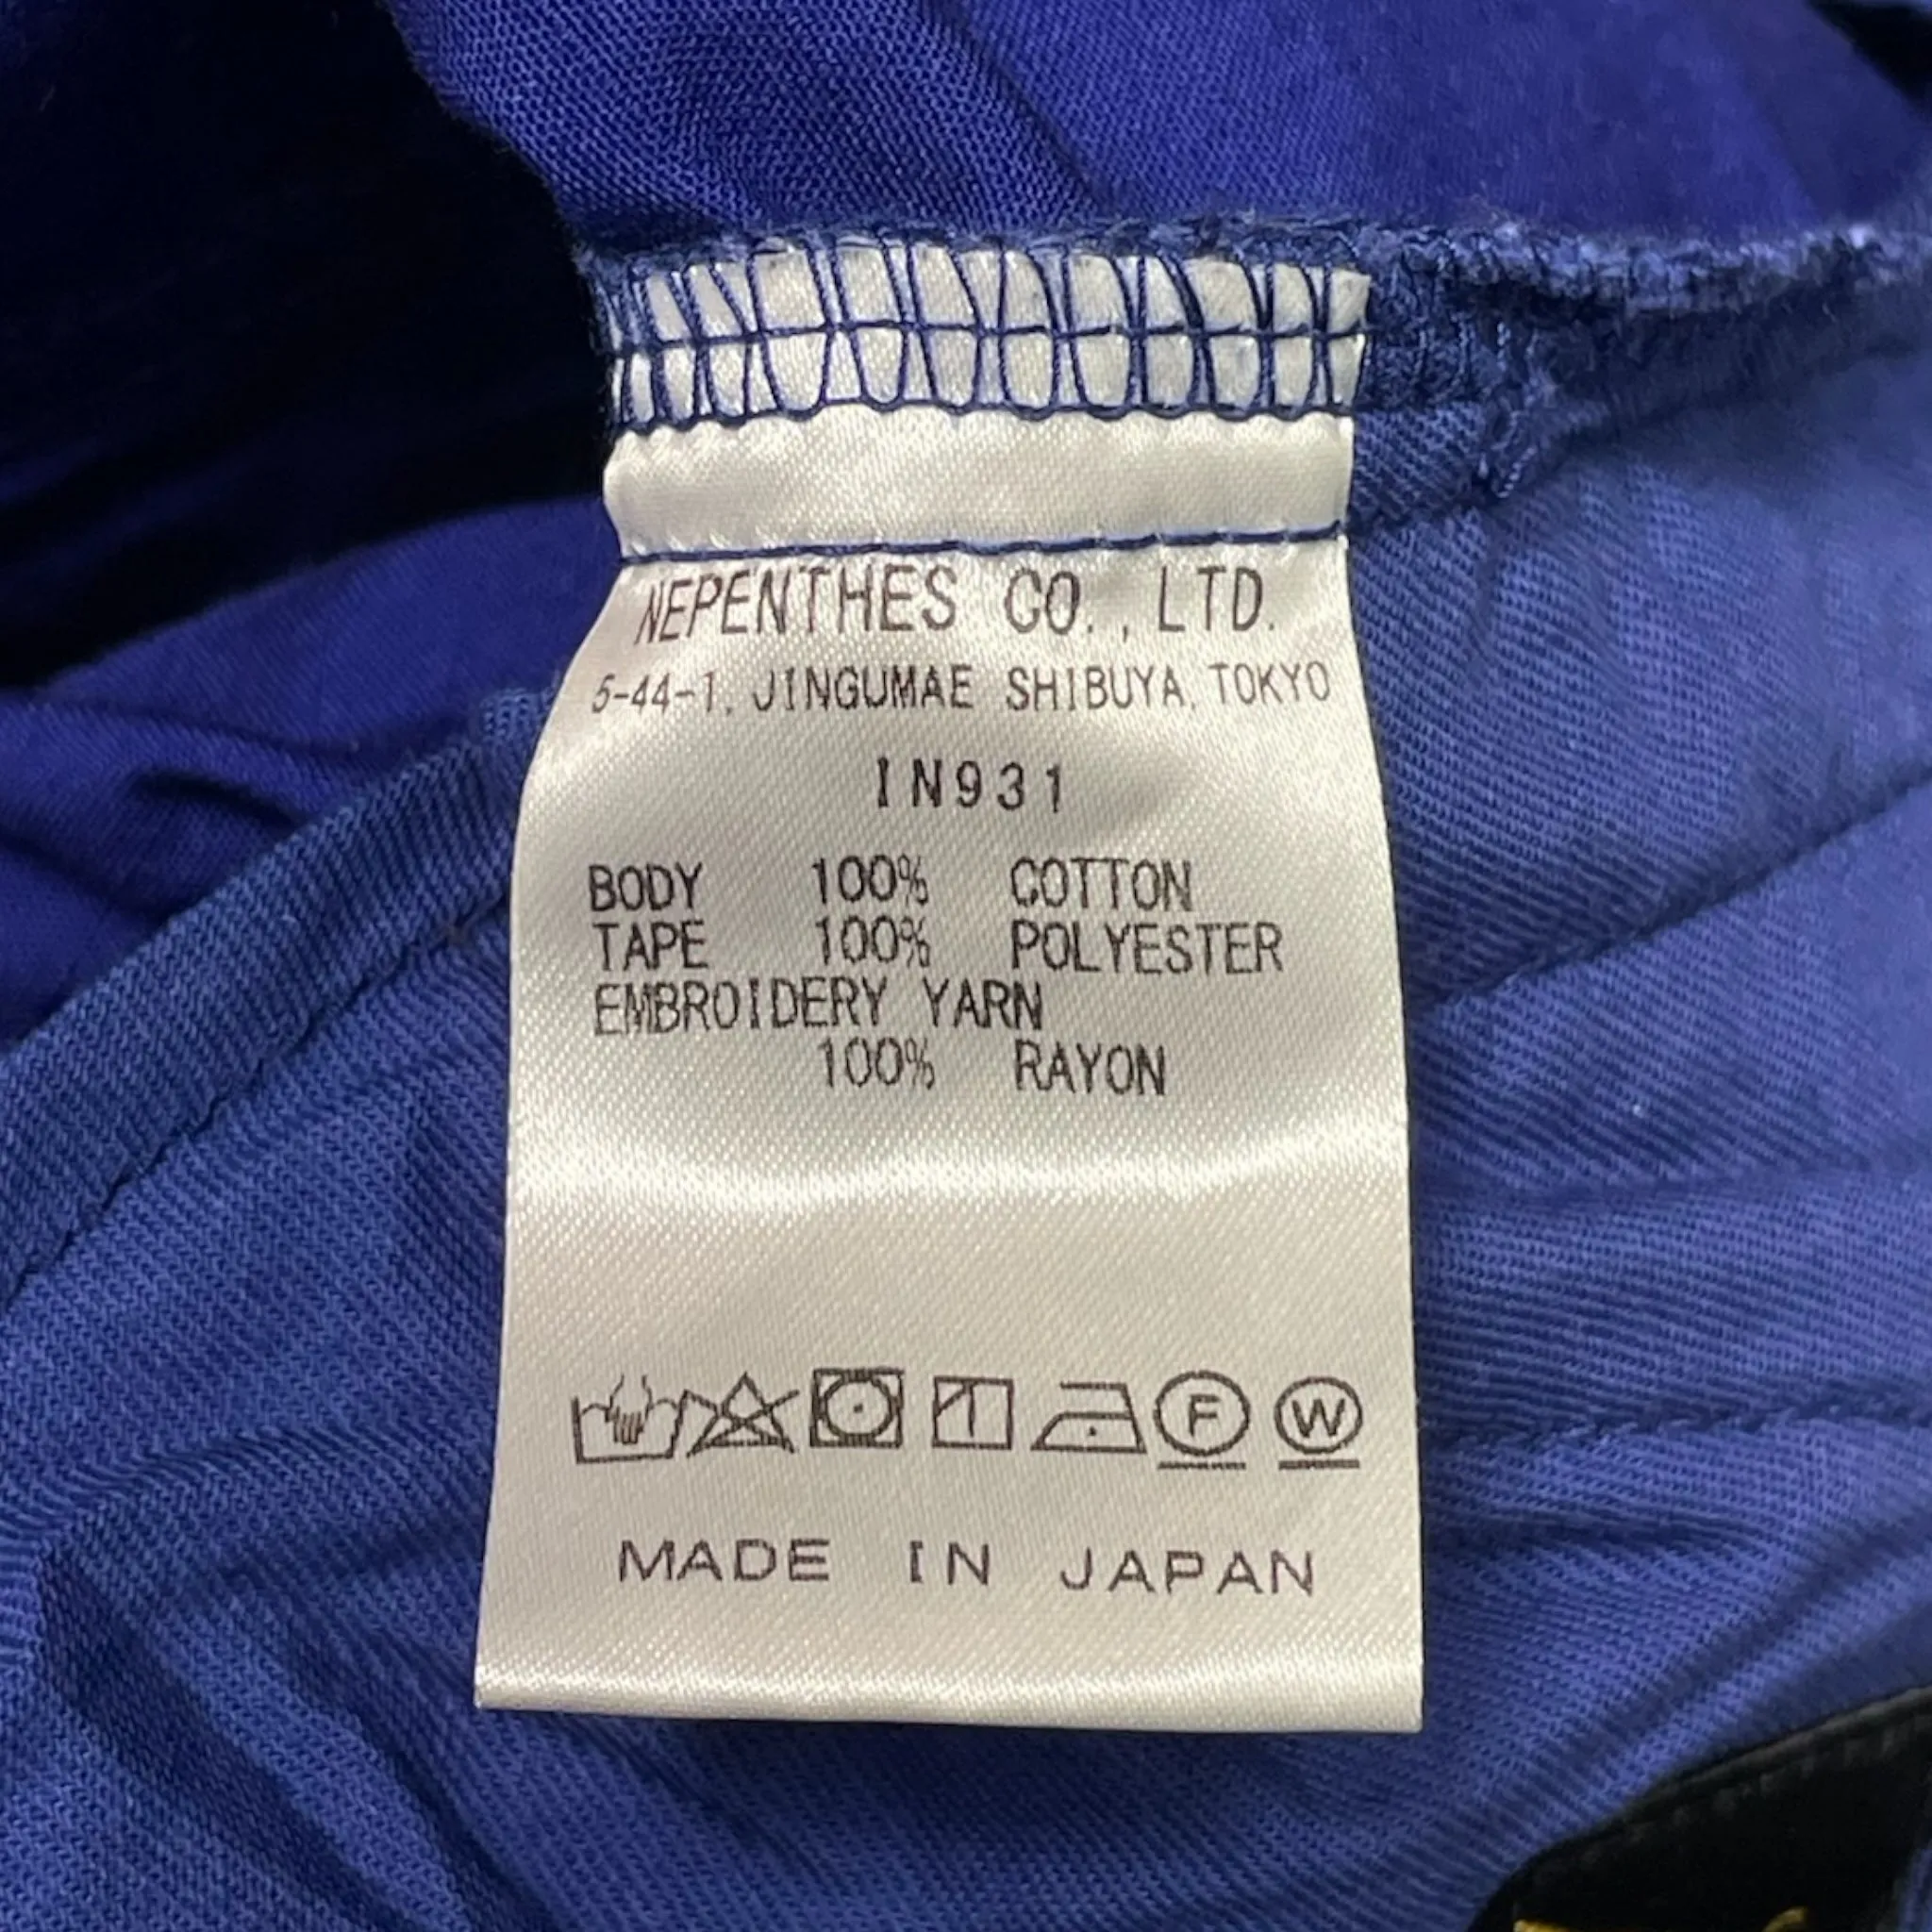 NEPENTHES CO.,LTD.
5-44-1, JINGUMAE SHIBUYA, TOKYO
IN931
BODY 100% COTTON
TAPE 100% POLYESTER
EMBROIDERY YARN
100% RAYON
F W
MADE IN JAPAN